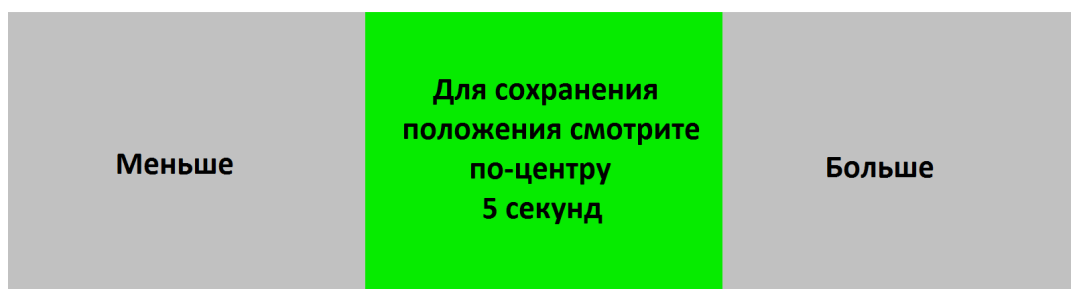 Меньше
Для сохранения
положения смотрите
по-центру
5 секунд
Больше